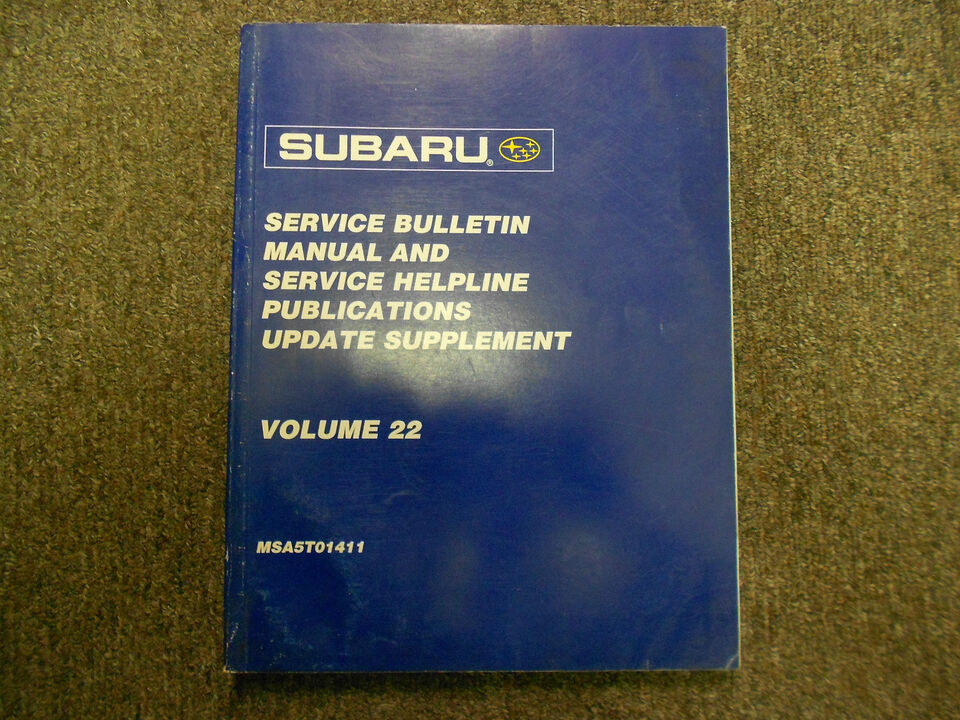 SUBARU®
SERVICE BULLETIN
MANUAL AND
SERVICE HELPLINE
PUBLICATIONS
UPDATE SUPPLEMENT
VOLUME 22
MSA5T01411